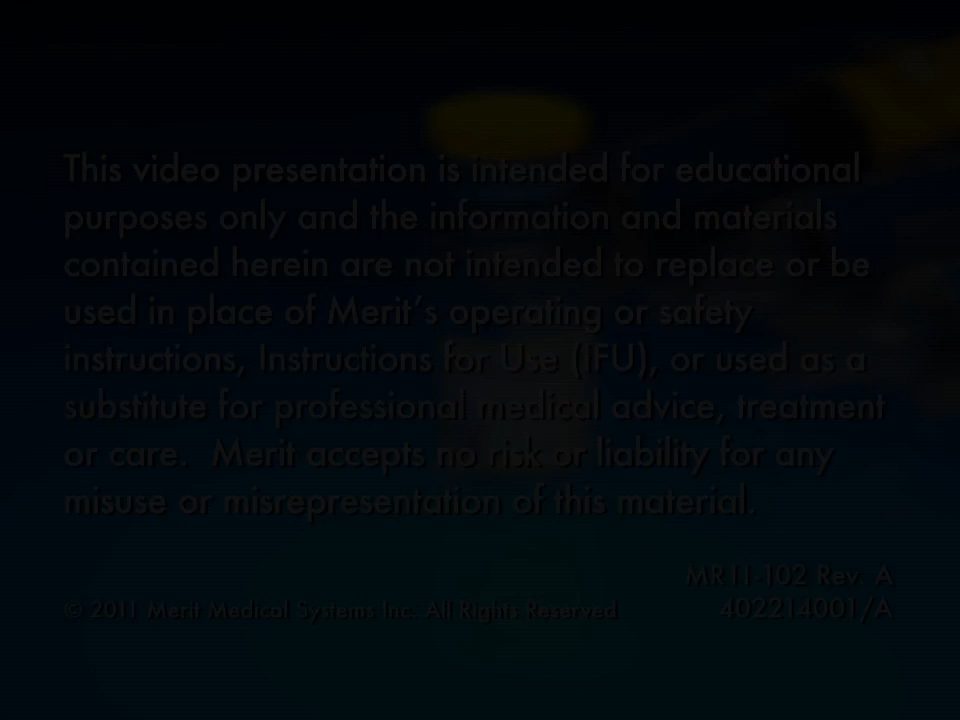 This video presentation is intended for educational
purposes only and the information and materials
contained herein are not intended to replace or be
used in place of Merit's operating or safety
instructions, Instructions for Use (IFU), or used as a
substitute for professional medical advice, treatment
or care.  Merit accepts no risk or liability for any
misuse or misrepresentation of this material.
MR11-102 Rev. A
© 2011 Merit Medical Systems Inc. All Rights Reserved
402214001/A